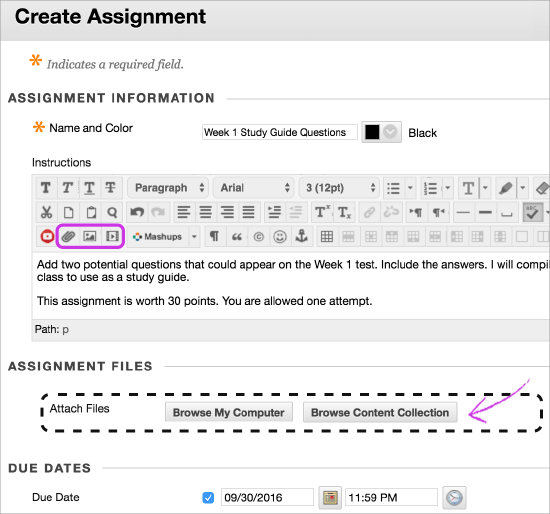 Create Assignment
Indicates a required field.
ASSIGNMENT INFORMATION
Name and Color Week 1 Study Guide Questions Black
Instructions
T T T T Paragraph Arial 3 (12pt) T
Tx Tx ¶ ¶ ABC
Mashups ¶ “ ©
Add two potential questions that could appear on the Week 1 test. Include the answers. I will compi
class to use as a study guide.
This assignment is worth 30 points. You are allowed one attempt.
Path: p
ASSIGNMENT FILES
Attach Files Browse My Computer Browse Content Collection
DUE DATES
Due Date 09/30/2016 11:59 PM